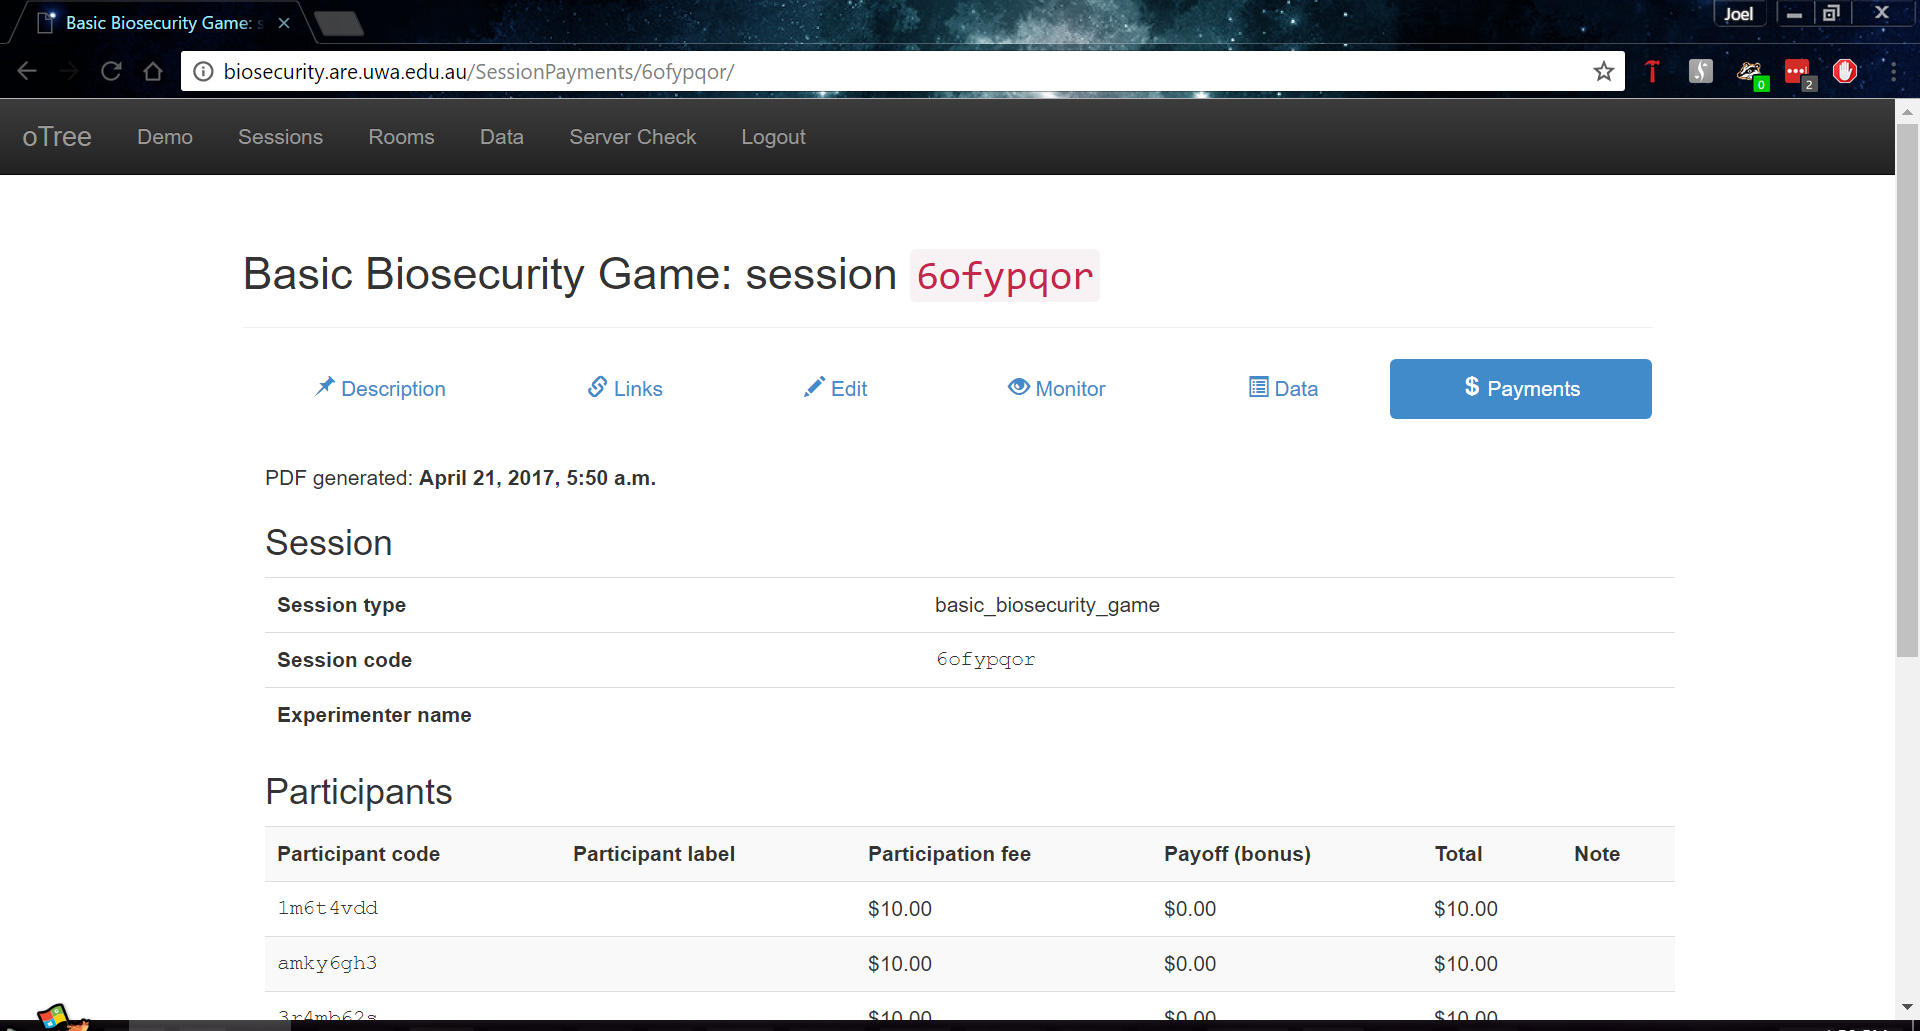 Basic Biosecurity Game: s
Joel
biosecurity.are.uwa.edu.au/SessionPayments/6ofypqor/
0
2
oTree Demo Sessions Rooms Data Server Check Logout
Basic Biosecurity Game: session 6ofypqor
Description Links Edit Monitor Data $ Payments
PDF generated: April 21, 2017, 5:50 a.m.
Session
Session type basic_biosecurity_game
Session code 6ofypqor
Experimenter name
Participants
Participant code Participant label Participation fee Payoff (bonus) Total Note
1m6t4vdd $10.00 $0.00 $10.00
amky6gh3 $10.00 $0.00 $10.00
3r4mb62s $10.00 $0.00 $10.00